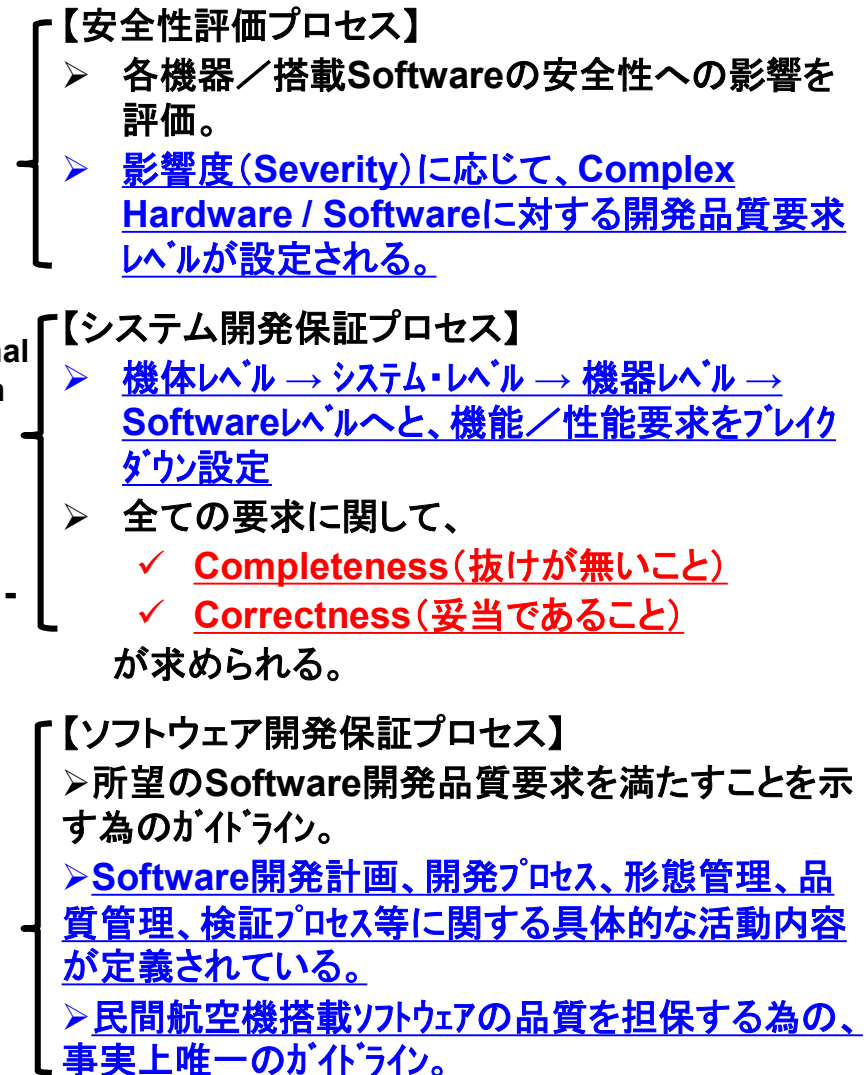 【安全性評価プロセス】
➢ 各機器／搭載Softwareの安全性への影響を
評価。
➢ 影響度（Severity）に応じて、Complex
Hardware / Softwareに対する開発品質要求
ﾚﾍﾞﾙが設定される。
【システム開発保証プロセス】
➢ 機体ﾚﾍﾞﾙ → ｼｽﾃﾑ･ﾚﾍﾞﾙ → 機器ﾚﾍﾞﾙ →
Softwareﾚﾍﾞﾙへと、機能／性能要求をﾌﾞﾚｲｸ
ﾀﾞｳﾝ設定
➢ 全ての要求に関して、
✓ Completeness（抜けが無いこと）
✓ Correctness（妥当であること）
が求められる。
【ソフトウェア開発保証プロセス】
➢所望のSoftware開発品質要求を満たすことを示
す為のｶﾞｲﾄﾞﾗｲﾝ。
➢Software開発計画、開発ﾌﾟﾛｾｽ、形態管理、品
質管理、検証ﾌﾟﾛｾｽ等に関する具体的な活動内容
が定義されている。
➢民間航空機搭載ｿﾌﾄｳｪｱの品質を担保する為の、
事実上唯一のｶﾞｲﾄﾞﾗｲﾝ。